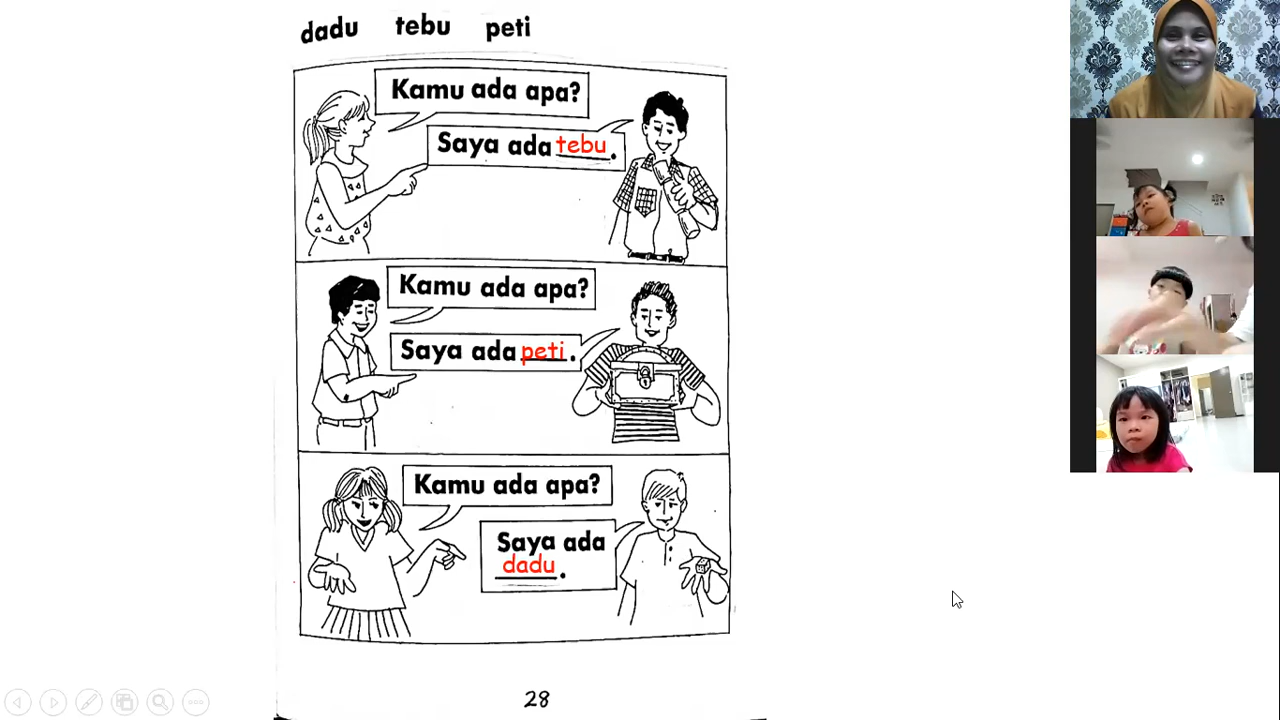 dadu tebu peti
Kamu ada apa?
Saya ada tebu.
Kamu ada apa?
Saya ada peti.
Kamu ada apa?
Saya ada
dadu.
28